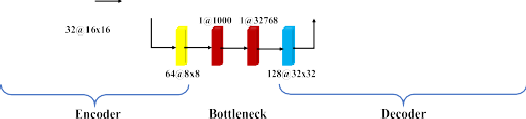 1@1000 1@32768
32@16x16
64@8x8 128@32x32
Encoder Bottleneck Decoder